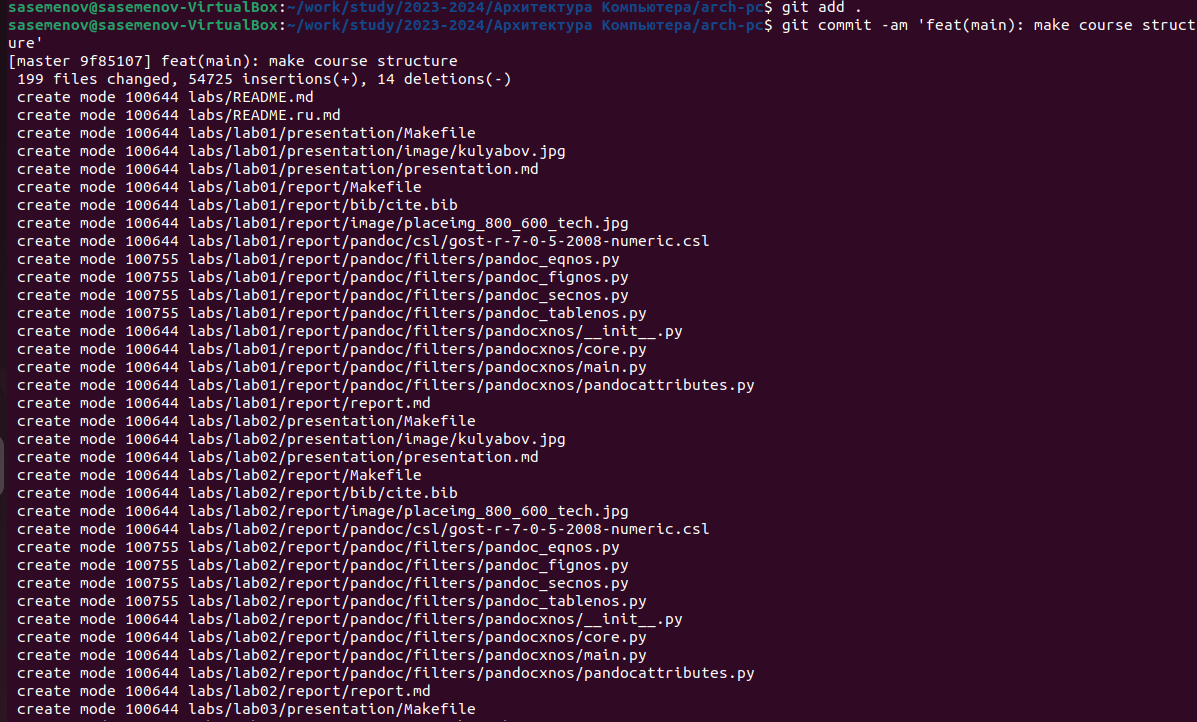 sasemenov@sasemenov-VirtualBox:~/work/study/2023-2024/Архитектура Компьютера/arch-pc$ git add .
sasemenov@sasemenov-VirtualBox:~/work/study/2023-2024/Архитектура Компьютера/arch-pc$ git commit -am 'feat(main): make course struct
ure'
[master 9f85107] feat(main): make course structure
 199 files changed, 54725 insertions(+), 14 deletions(-)
 create mode 100644 labs/README.md
 create mode 100644 labs/README.ru.md
 create mode 100644 labs/lab01/presentation/Makefile
 create mode 100644 labs/lab01/presentation/image/kulyabov.jpg
 create mode 100644 labs/lab01/presentation/presentation.md
 create mode 100644 labs/lab01/report/Makefile
 create mode 100644 labs/lab01/report/bib/cite.bib
 create mode 100644 labs/lab01/report/image/placeimg_800_600_tech.jpg
 create mode 100644 labs/lab01/report/pandoc/csl/gost-r-7-0-5-2008-numeric.csl
 create mode 100755 labs/lab01/report/pandoc/filters/pandoc_eqnos.py
 create mode 100755 labs/lab01/report/pandoc/filters/pandoc_fignos.py
 create mode 100755 labs/lab01/report/pandoc/filters/pandoc_secnos.py
 create mode 100755 labs/lab01/report/pandoc/filters/pandoc_tablenos.py
 create mode 100644 labs/lab01/report/pandoc/filters/pandocxnos/__init__.py
 create mode 100644 labs/lab01/report/pandoc/filters/pandocxnos/core.py
 create mode 100644 labs/lab01/report/pandoc/filters/pandocxnos/main.py
 create mode 100644 labs/lab01/report/pandoc/filters/pandocxnos/pandocattributes.py
 create mode 100644 labs/lab01/report/report.md
 create mode 100644 labs/lab02/presentation/Makefile
 create mode 100644 labs/lab02/presentation/image/kulyabov.jpg
 create mode 100644 labs/lab02/presentation/presentation.md
 create mode 100644 labs/lab02/report/Makefile
 create mode 100644 labs/lab02/report/bib/cite.bib
 create mode 100644 labs/lab02/report/image/placeimg_800_600_tech.jpg
 create mode 100644 labs/lab02/report/pandoc/csl/gost-r-7-0-5-2008-numeric.csl
 create mode 100755 labs/lab02/report/pandoc/filters/pandoc_eqnos.py
 create mode 100755 labs/lab02/report/pandoc/filters/pandoc_fignos.py
 create mode 100755 labs/lab02/report/pandoc/filters/pandoc_secnos.py
 create mode 100755 labs/lab02/report/pandoc/filters/pandoc_tablenos.py
 create mode 100644 labs/lab02/report/pandoc/filters/pandocxnos/__init__.py
 create mode 100644 labs/lab02/report/pandoc/filters/pandocxnos/core.py
 create mode 100644 labs/lab02/report/pandoc/filters/pandocxnos/main.py
 create mode 100644 labs/lab02/report/pandoc/filters/pandocxnos/pandocattributes.py
 create mode 100644 labs/lab02/report/report.md
 create mode 100644 labs/lab03/presentation/Makefile